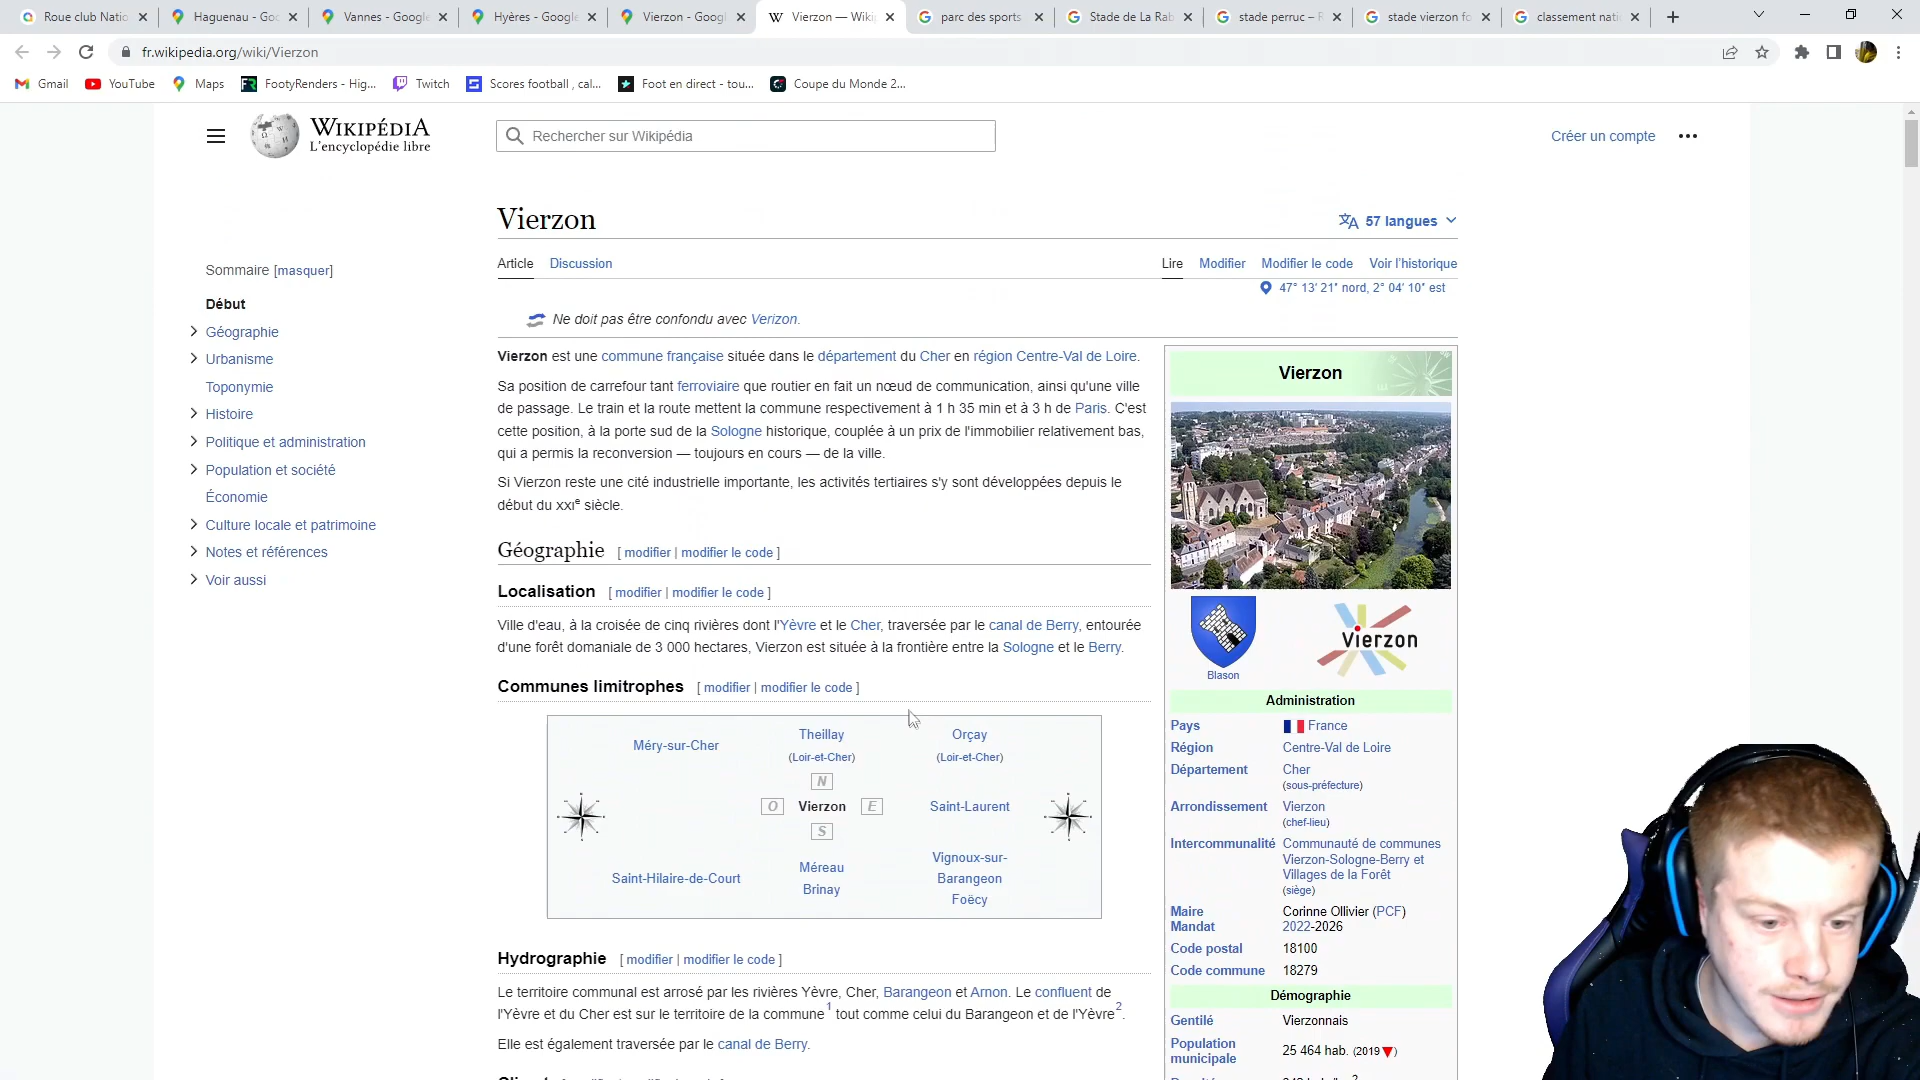 Roue club Natio
Haguenau - Goo
Vannes - Google
Hyères - Google
Vierzon - Googl
Vierzon — Wiki
parc des sports
Stade de La Rab
stade perruc – R
stade vierzon fo
classement nati
fr.wikipedia.org/wiki/Vierzon
Gmail
YouTube
Maps
FootyRenders - Hig...
Twitch
Scores football , cal...
Foot en direct - tou...
Coupe du Monde 2...
WIKIPÉDIA
L'encyclopédie libre
Rechercher sur Wikipédia
Créer un compte
Sommaire [masquer]
Début
Géographie
Urbanisme
Toponymie
Histoire
Politique et administration
Population et société
Économie
Culture locale et patrimoine
Notes et références
Voir aussi
Vierzon
57 langues
Article Discussion
Lire Modifier Modifier le code Voir l'historique
47° 13′ 21″ nord, 2° 04′ 10″ est
Ne doit pas être confondu avec Verizon.
Vierzon est une commune française située dans le département du Cher en région Centre-Val de Loire.
Sa position de carrefour tant ferroviaire que routier en fait un nœud de communication, ainsi qu'une ville
de passage. Le train et la route mettent la commune respectivement à 1 h 35 min et à 3 h de Paris. C'est
cette position, à la porte sud de la Sologne historique, couplée à un prix de l'immobilier relativement bas,
qui a permis la reconversion — toujours en cours — de la ville.
Si Vierzon reste une cité industrielle importante, les activités tertiaires s'y sont développées depuis le
début du XXIe siècle.
Géographie [ modifier | modifier le code ]
Localisation [ modifier | modifier le code ]
Ville d'eau, à la croisée de cinq rivières dont l'Yèvre et le Cher, traversée par le canal de Berry, entourée
d'une forêt domaniale de 3 000 hectares, Vierzon est située à la frontière entre la Sologne et le Berry.
Communes limitrophes [ modifier | modifier le code ]
Méry-sur-Cher
Theillay
(Loir-et-Cher)
Orçay
(Loir-et-Cher)
N
O Vierzon E
Saint-Laurent
S
Saint-Hilaire-de-Court
Méreau
Brinay
Vignoux-sur-
Barangeon
Foëcy
Hydrographie [ modifier | modifier le code ]
Le territoire communal est arrosé par les rivières Yèvre, Cher, Barangeon et Arnon. Le confluent de
l'Yèvre et du Cher est sur le territoire de la commune1 tout comme celui du Barangeon et de l'Yèvre2.
Elle est également traversée par le canal de Berry.
Vierzon
Vierzon
Blason
Administration
Pays France
Région Centre-Val de Loire
Département Cher
(sous-préfecture)
Arrondissement Vierzon
(chef-lieu)
Intercommunalité Communauté de communes
Vierzon-Sologne-Berry et
Villages de la Forêt
(siège)
Maire Corinne Ollivier (PCF)
Mandat 2022-2026
Code postal 18100
Code commune 18279
Démographie
Gentilé Vierzonnais
Population
municipale 25 464 hab. (2019)